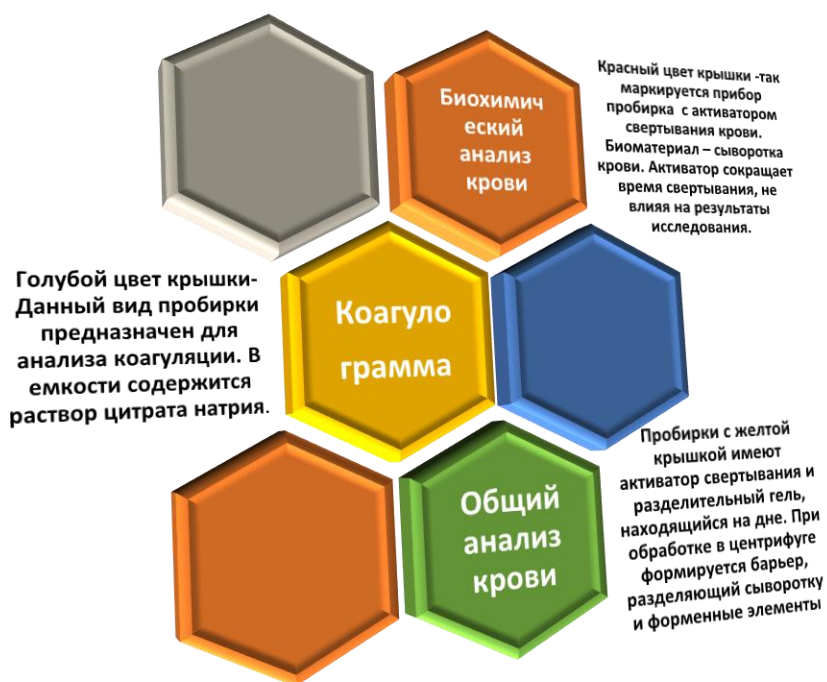 Биохимич
еский
анализ
крови
Красный цвет крышки -так
маркируется прибор
пробирка с активатором
свертывания крови.
Биоматериал – сыворотка
крови. Активатор сокращает
время свертывания, не
влияя на результаты
исследования.
Голубой цвет крышки-
Данный вид пробирки
предназначен для
анализа коагуляции. В
емкости содержится
раствор цитрата натрия.
Коагуло
грамма
Общий
анализ
крови
Пробирки с желтой
крышкой имеют
активатор свертывания и
разделительный гель,
находящийся на дне. При
обработке в центрифуге
формируется барьер,
разделяющий сыворотку
и форменные элементы